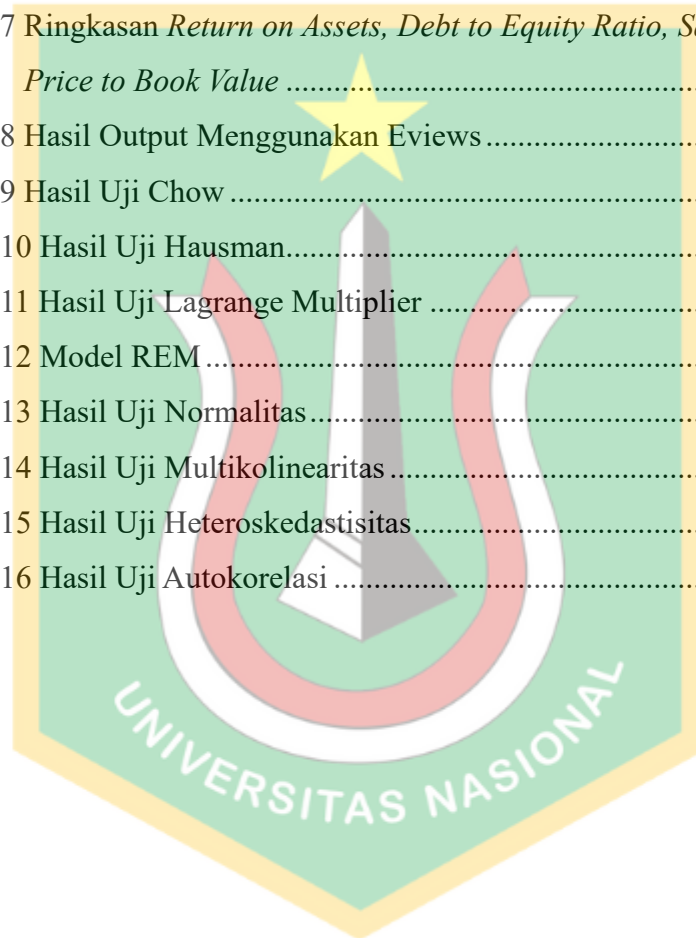 7 Ringkasan Return on Assets, Debt to Equity Ratio,
Price to Book Value ............................................
8 Hasil Output Menggunakan Eviews ......................
9 Hasil Uji Chow ...................................................
10 Hasil Uji Hausman.............................................
11 Hasil Uji Lagrange Multiplier ............................
12 Model REM ......................................................
13 Hasil Uji Normalitas..........................................
14 Hasil Uji Multikolinearitas .................................
15 Hasil Uji Heteroskedastisitas..............................
16 Hasil Uji Autokorelasi .......................................
UNIVERSITAS NASIONAL